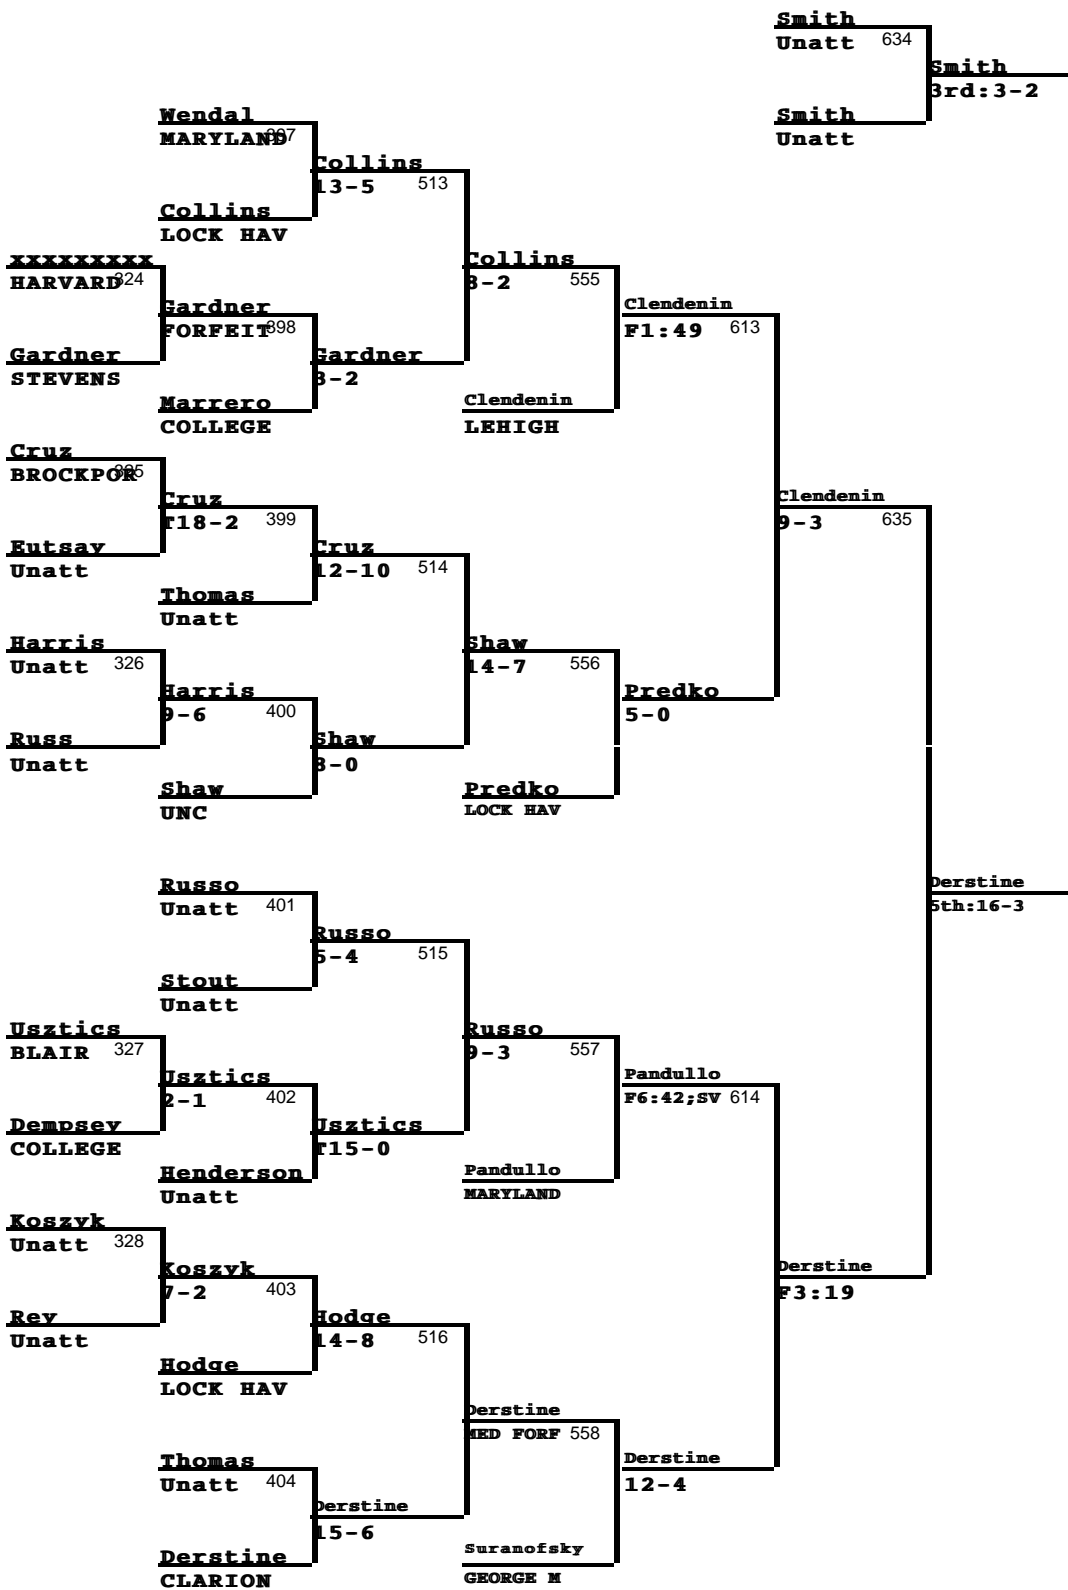 Smith
Unatt 634
Smith
3rd:3-2
Wendal
Smith
MARYLAND 397
Unatt
Collins
13-5 513
Collins
LOCK HAV
xxxxxxxxx
Collins
HARVARD 324
8-2 555
Gardner
Clendenin
FORFEIT 398
F1:49 613
Gardner
Gardner
STEVENS
8-2
Marrero
Clendenin
COLLEGE
LEHIGH
Cruz
BROCKPOR 325
Cruz
Clendenin
T18-2 399
9-3 635
Eutsay
Cruz
Unatt
12-10 514
Thomas
Unatt
Harris
Shaw
Unatt 326
14-7 556
Harris
Predko
9-6 400
5-0
Russ
Shaw
Unatt
8-0
Shaw
Predko
UNC
LOCK HAV
Russo
Derstine
Unatt 401
5th:16-3
Russo
5-4 515
Stout
Unatt
Usztics
Russo
BLAIR 327
9-3 557
Usztics
Pandullo
2-1 402
F6:42;SV 614
Dempsey
Usztics
COLLEGE
T15-0
Henderson
Pandullo
Unatt
MARYLAND
Koszyk
Unatt 328
Koszyk
Derstine
7-2 403
F3:19
Rey
Hodge
Unatt
14-8 516
Hodge
LOCK HAV
Derstine
MED FORF 558
Thomas
Derstine
Unatt 404
12-4
Derstine
15-6
Derstine
Suranofsky
CLARION
GEORGE M